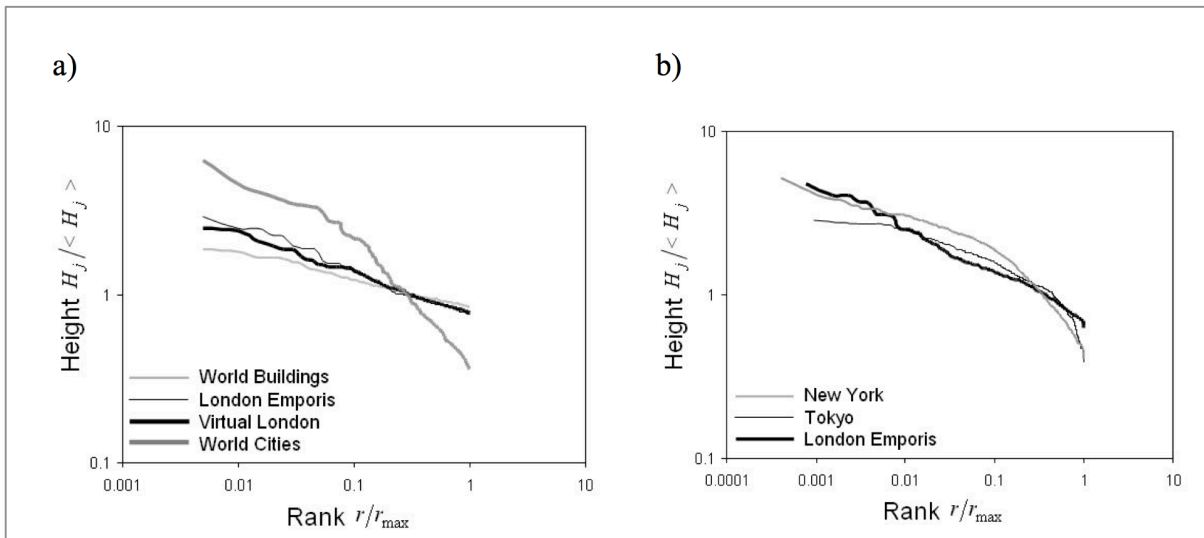 a)
10
1
0.1
Height H_j / < H_j >
World Buildings
London Emporis
Virtual London
World Cities
0.001 0.01 0.1 1 10
Rank r/r_max
b)
10
1
0.1
Height H_j / < H_j >
New York
Tokyo
London Emporis
0.0001 0.001 0.01 0.1 1 10
Rank r/r_max